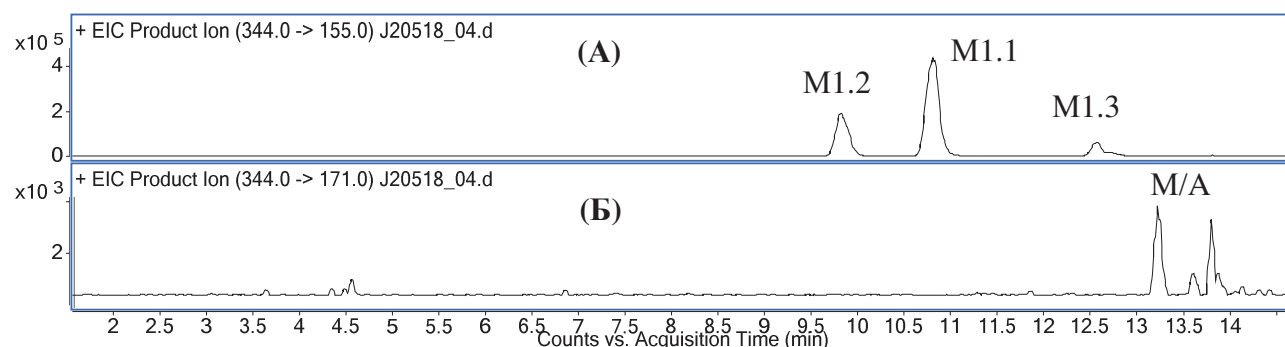 + EIC Product Ion (344.0 -> 155.0) J20518_04.d
x10 5
(А)
M1.1
M1.2
M1.3
4
2
0
+ EIC Product Ion (344.0 -> 171.0) J20518_04.d
x10 3
(Б)
M/A
2
2 2.5 3 3.5 4 4.5 5 5.5 6 6.5 7 7.5 8 8.5 9 9.5 10 10.5 11 11.5 12 12.5 13 13.5 14
Counts vs. Acquisition Time (min)